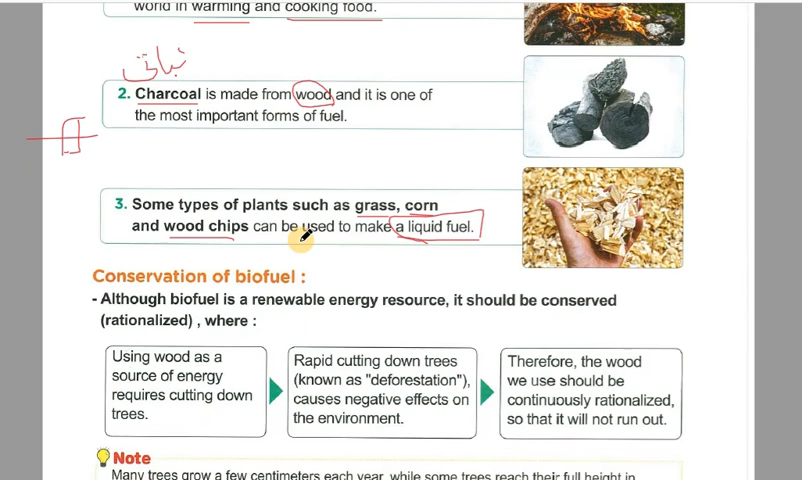 world in warming and cooking food.
نباتى
2. Charcoal is made from wood and it is one of
the most important forms of fuel.
3. Some types of plants such as grass, corn
and wood chips can be used to make a liquid fuel.
Conservation of biofuel :
- Although biofuel is a renewable energy resource, it should be conserved
(rationalized) , where :
Using wood as a
source of energy
requires cutting down
trees.
Rapid cutting down trees
(known as "deforestation"),
causes negative effects on
the environment.
Therefore, the wood
we use should be
continuously rationalized,
so that it will not run out.
Note
Many trees grow a few centimeters each year, while some trees reach their full height in